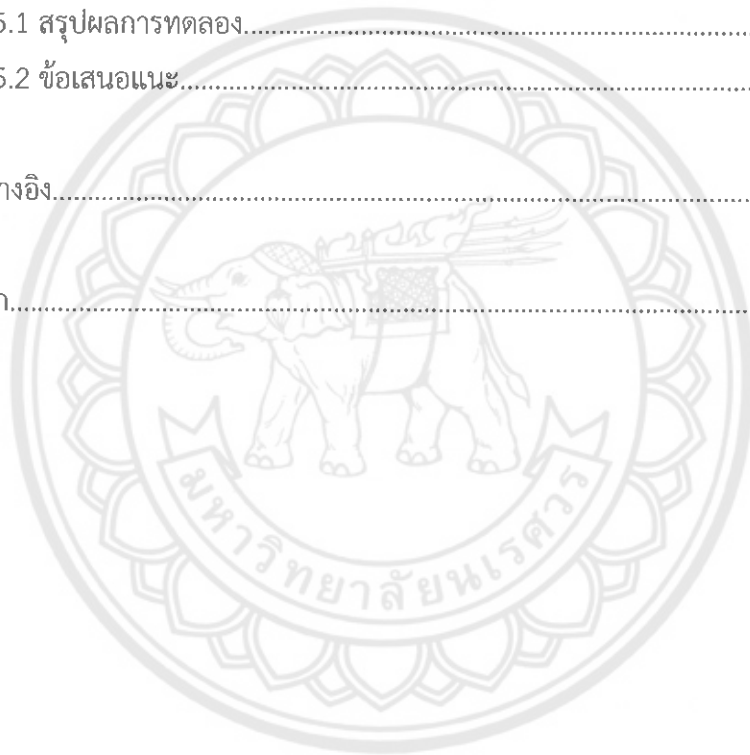 5.1 สรุปผลการทดลอง
5.2 ข้อเสนอแนะ
างอิง
ก
มหาวิทยาลัยนเรศวร